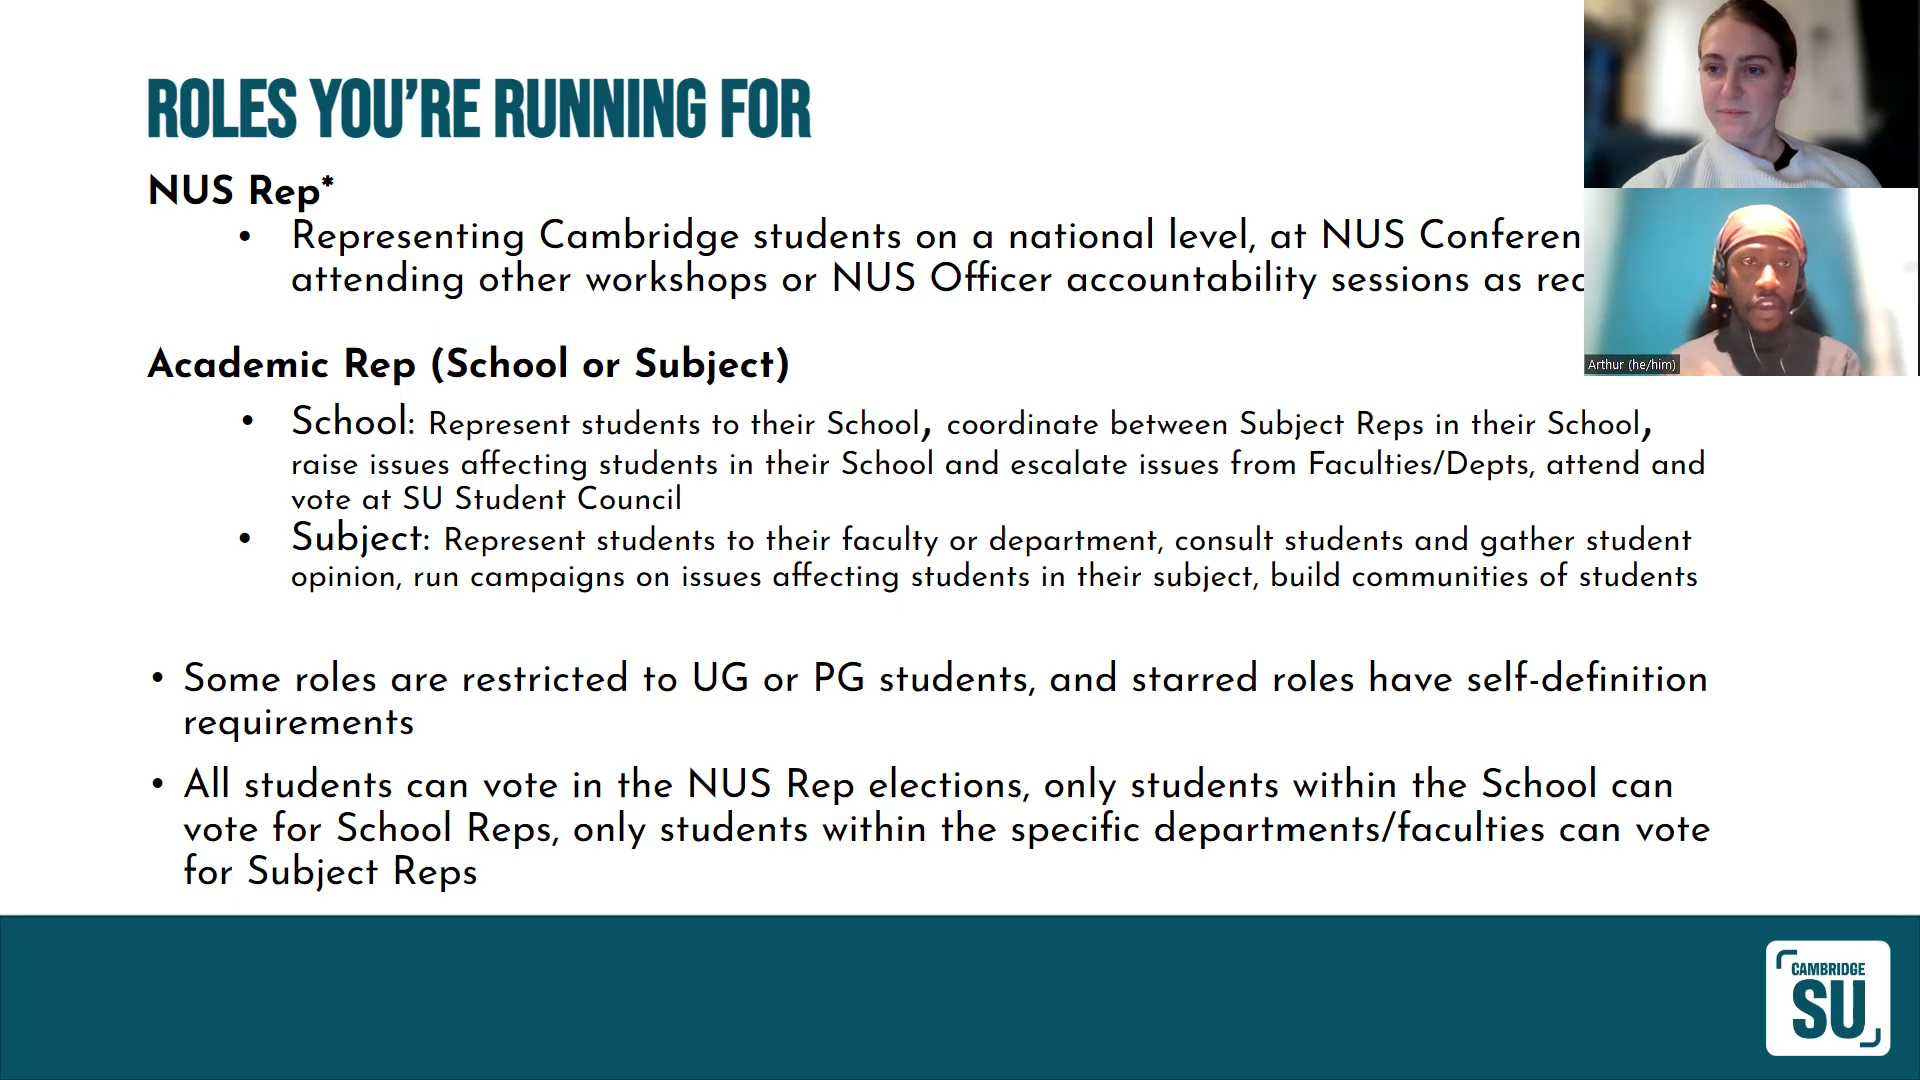 ROLES YOU'RE RUNNING FOR
NUS Rep*
• Representing Cambridge students on a national level, at NUS
attending other workshops or NUS Officer accountability sessions as
Academic Rep (School or Subject)
• School: Represent students to their School, coordinate between Subject Reps in their School,
raise issues affecting students in their School and escalate issues from Faculties/Depts, attend and
vote at SU Student Council
• Subject: Represent students to their faculty or department, consult students and gather student
opinion, run campaigns on issues affecting students in their subject, build communities of students
• Some roles are restricted to UG or PG students, and starred roles have self-definition
requirements
• All students can vote in the NUS Rep elections, only students within the School can
vote for School Reps, only students within the specific departments/faculties can vote
for Subject Reps
Arthur (he/him)
CAMBRIDGE
SU